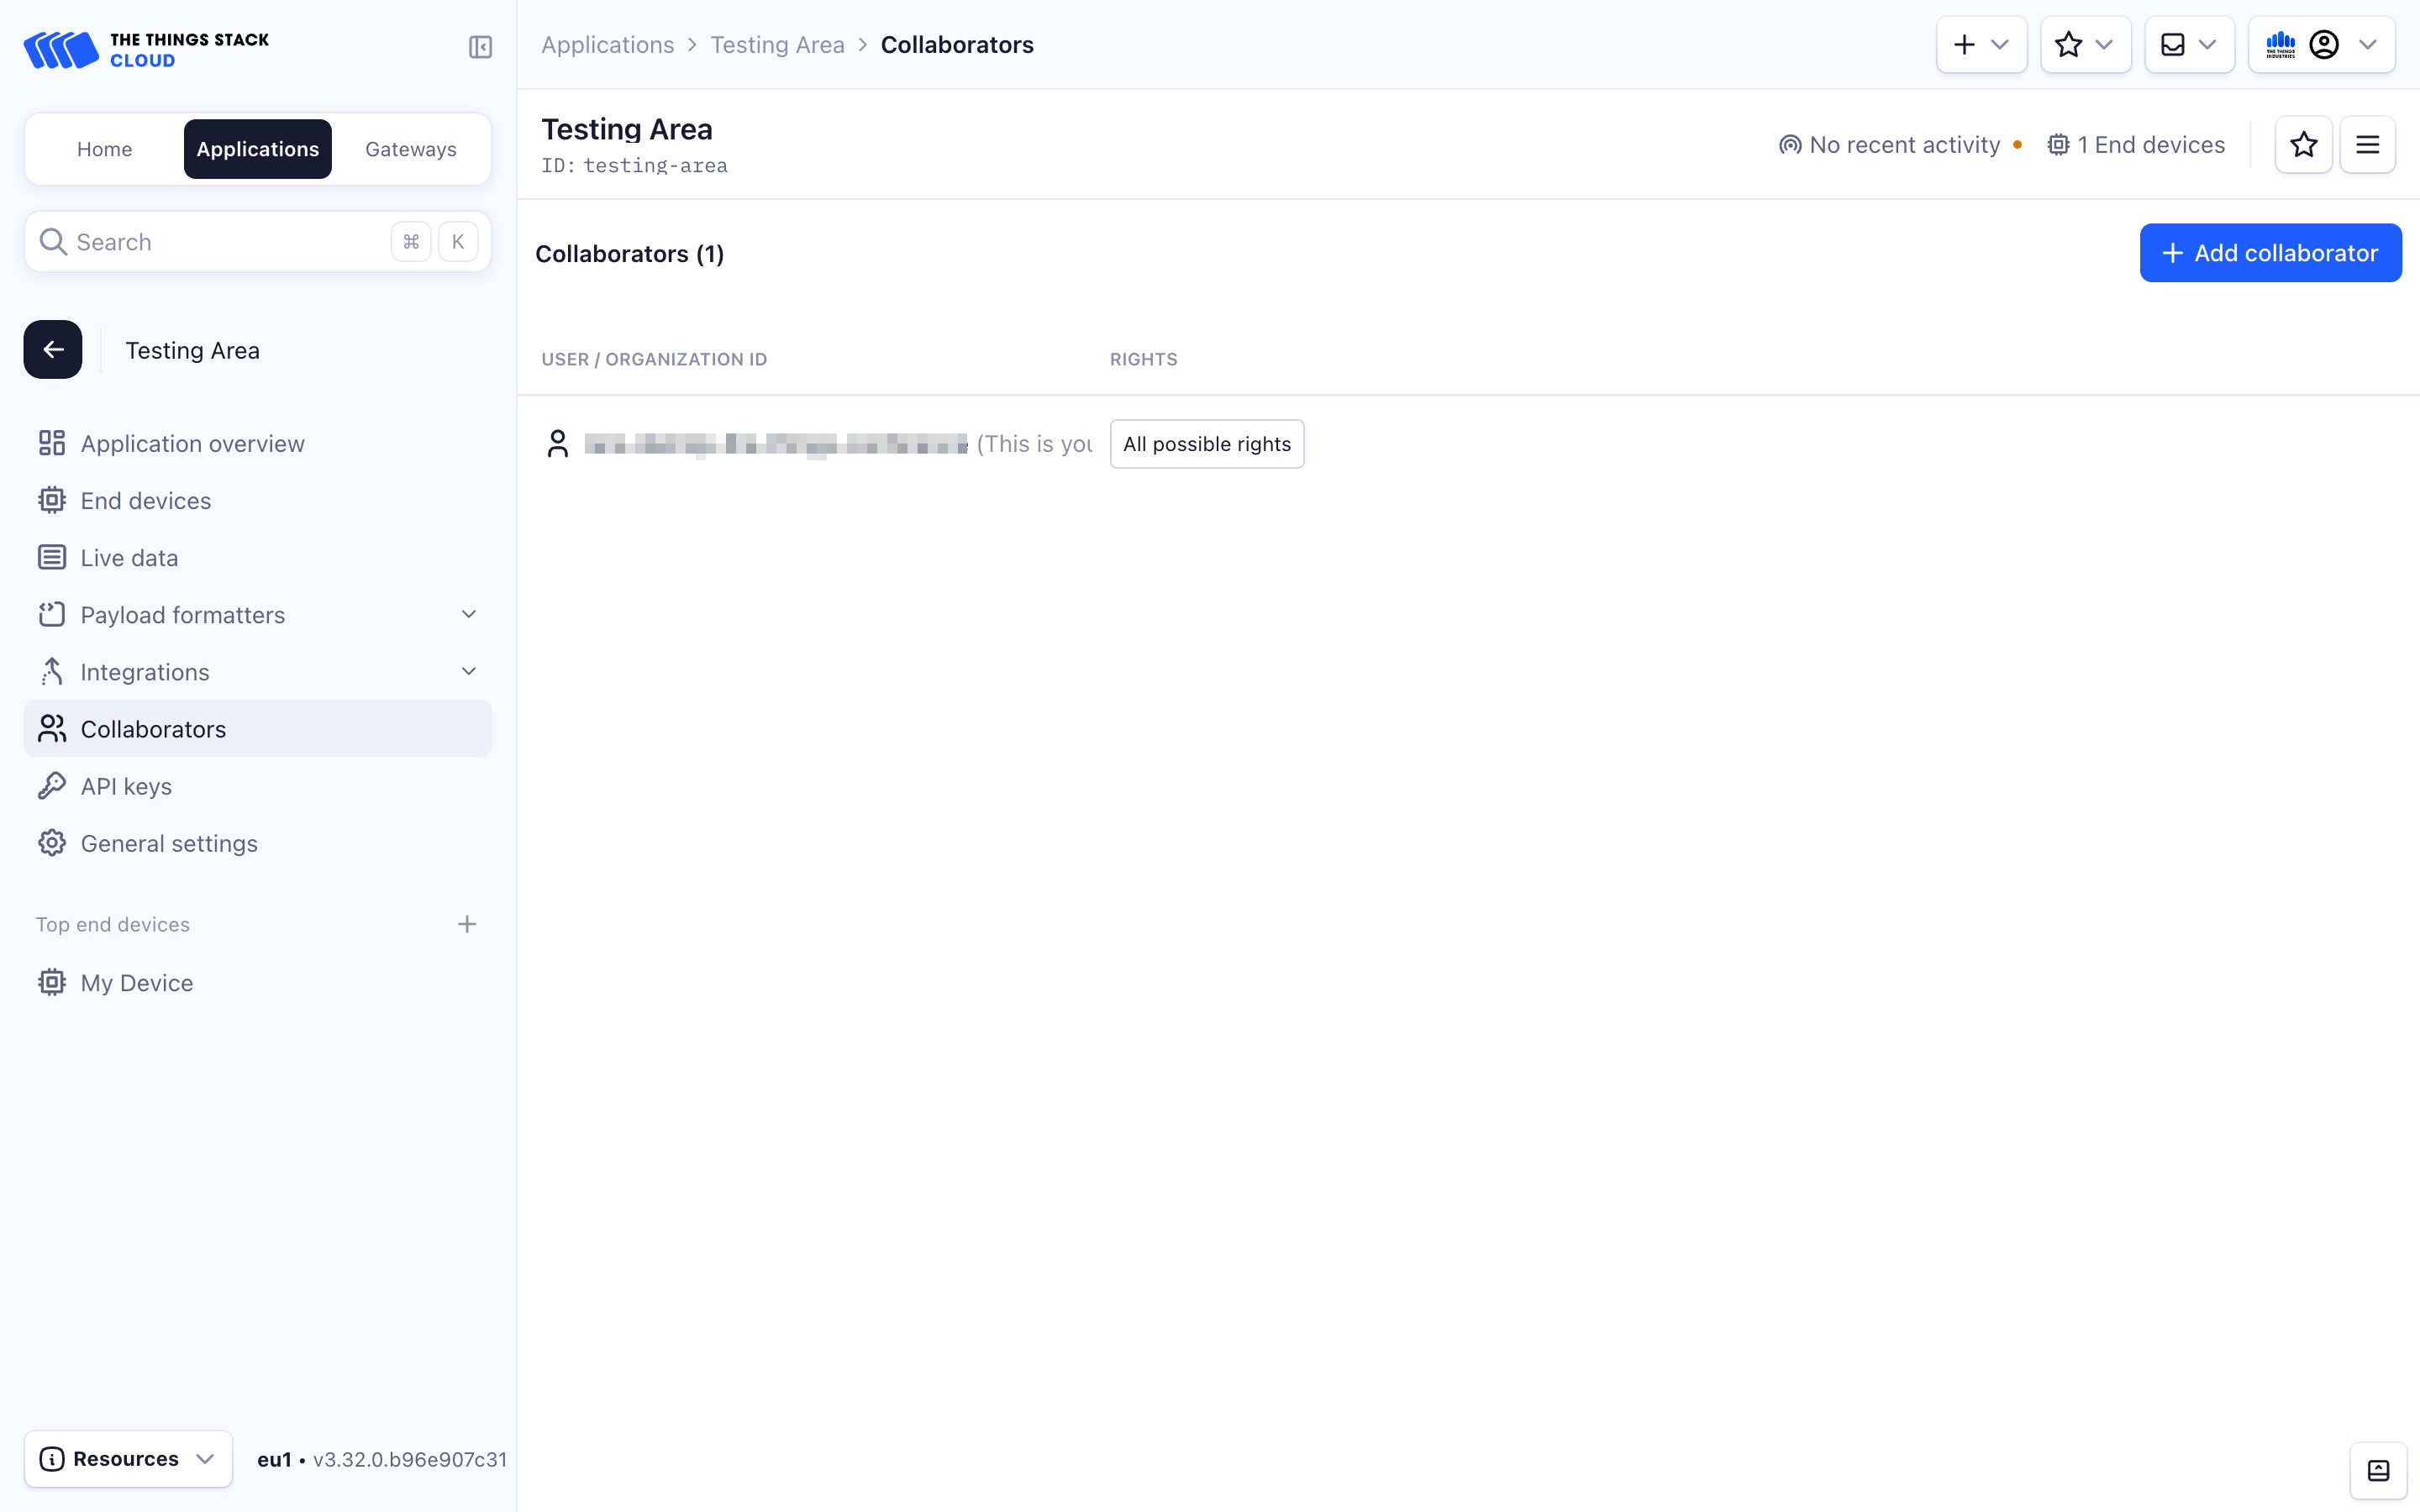 THE THINGS STACK
CLOUD
Home
Applications
Gateways
Search
⌘ K
Testing Area
Application overview
End devices
Live data
Payload formatters
Integrations
Collaborators
API keys
General settings
Top end devices
My Device
Resources
eu1 • v3.32.0.b96e907c31
Applications > Testing Area > Collaborators
THE THINGS
INDUSTRIES
Testing Area
ID: testing-area
No recent activity
1 End devices
Collaborators (1)
Add collaborator
USER / ORGANIZATION ID
RIGHTS
(This is you
All possible rights